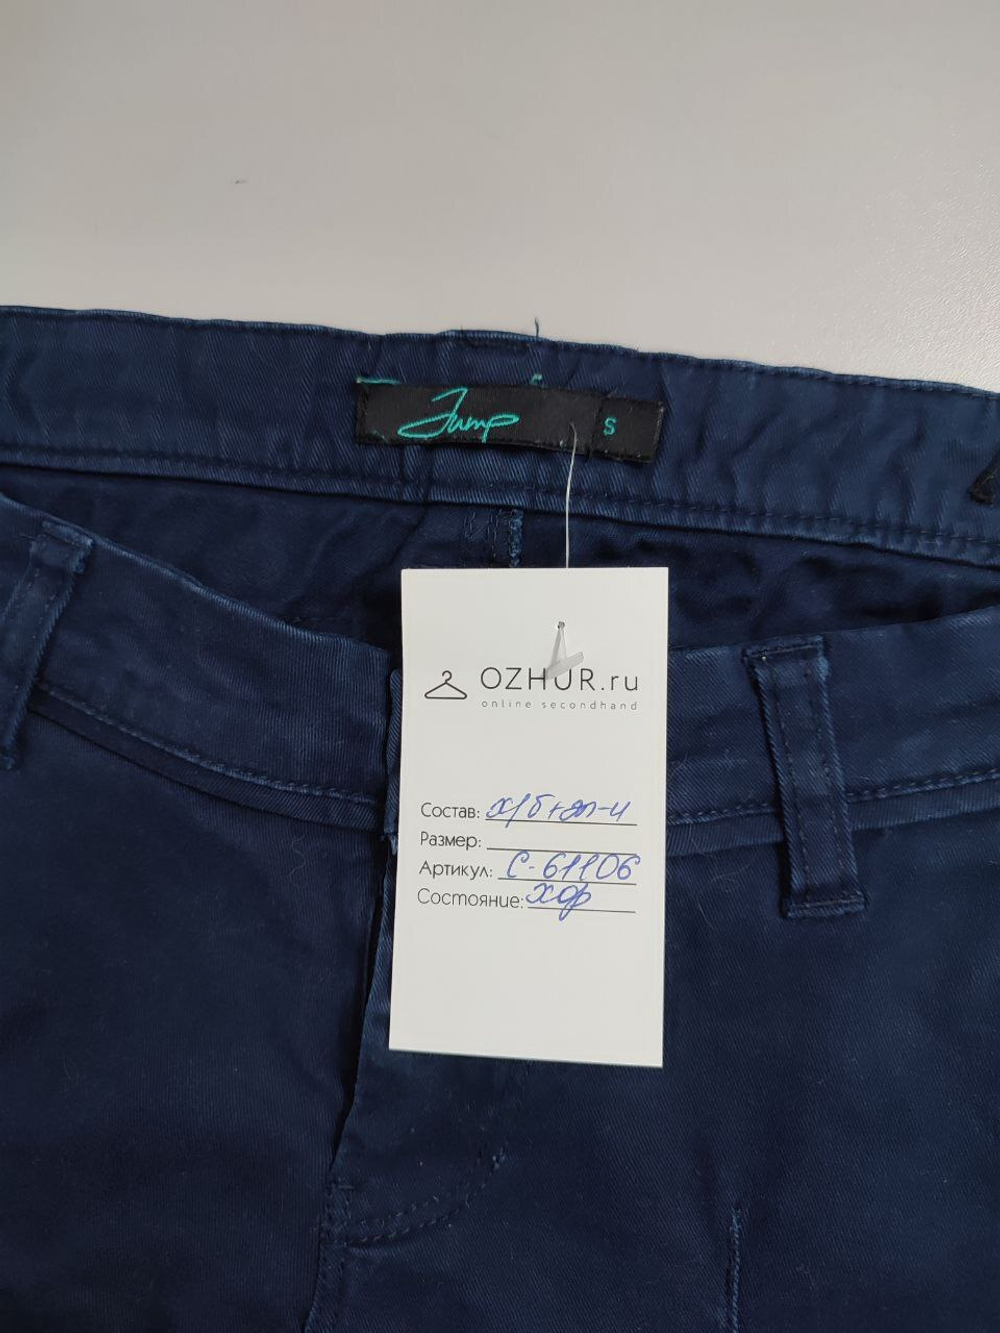 Jump S
OZHUR.ru
online secondhand
Состав: х/б+эл-н
Размер:
Артикул: С-61106
Состояние: хор